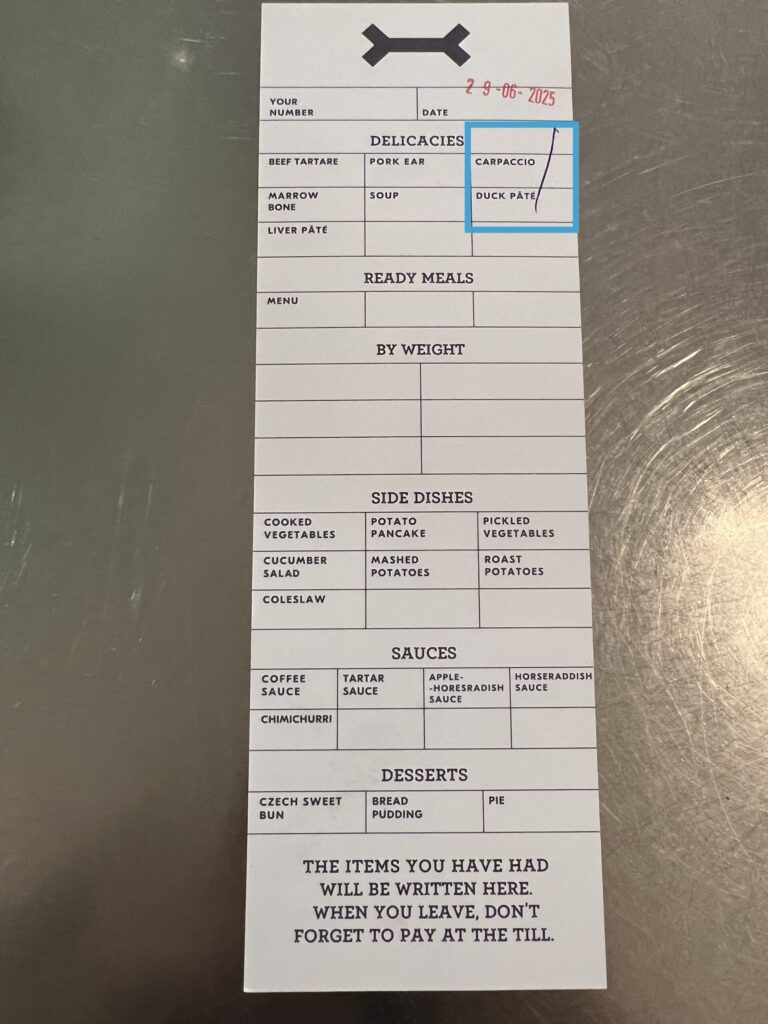 2 9 -06- 2025
YOUR
NUMBER
DATE
DELICACIES
BEEF TARTARE PORK EAR CARPACCIO
MARROW
BONE
SOUP DUCK PÂTÉ
LIVER PÂTÉ
READY MEALS
MENU
BY WEIGHT
SIDE DISHES
COOKED
VEGETABLES
POTATO
PANCAKE
PICKLED
VEGETABLES
CUCUMBER
SALAD
MASHED
POTATOES
ROAST
POTATOES
COLESLAW
SAUCES
COFFEE
SAUCE
TARTAR
SAUCE
APPLE-
-HORESRADISH
SAUCE
HORSERADDISH
SAUCE
CHIMICHURRI
DESSERTS
CZECH SWEET
BUN
BREAD
PUDDING
PIE
THE ITEMS YOU HAVE HAD
WILL BE WRITTEN HERE.
WHEN YOU LEAVE, DON'T
FORGET TO PAY AT THE TILL.